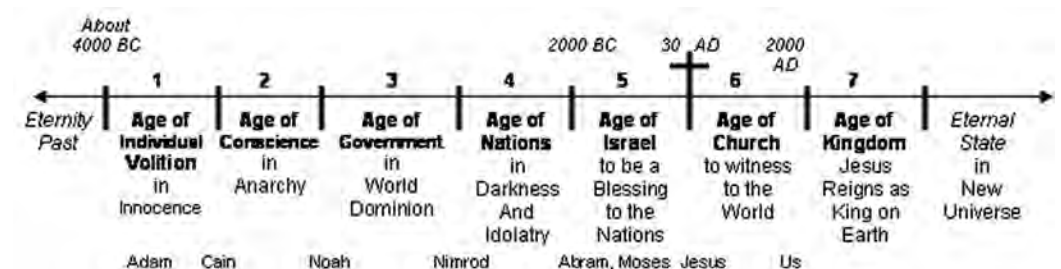 About
4000 BC
2000 BC 30 AD 2000
AD
1 2 3 4 5 6 7
Eternity
Past
Age of
Individual
Volition
in
Innocence
Age of
Conscience
in
Anarchy
Age of
Government
in
World
Dominion
Age of
Nations
in
Darkness
And
Idolatry
Age of
Israel
to be a
Blessing
to the
Nations
Age of
Church
to witness
to the
World
Age of
Kingdom
Jesus
Reigns as
King on
Earth
Eternal
State
in
New
Universe
Adam Cain Noah Nimrod Abram, Moses Jesus Us